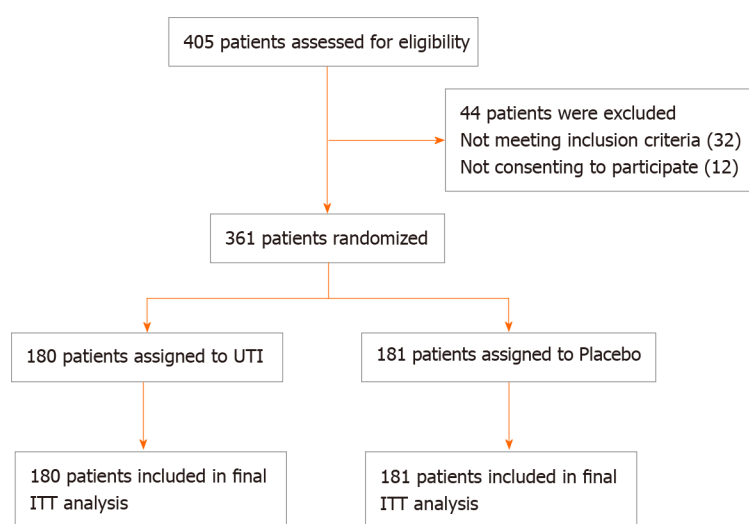 405 patients assessed for eligibility
44 patients were excluded
Not meeting inclusion criteria (32)
Not consenting to participate (12)
361 patients randomized
180 patients assigned to UTI
181 patients assigned to Placebo
180 patients included in final
ITT analysis
181 patients included in final
ITT analysis